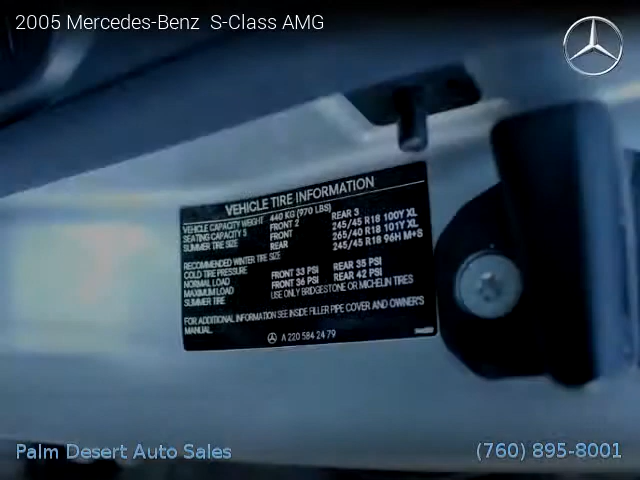 2005 Mercedes-Benz S-Class AMG
VEHICLE TIRE INFORMATION
VEHICLE CAPACITY WEIGHT 440 KG (970 LBS)
SEATING CAPACITY 5 FRONT 2 REAR 3
SUMMER TIRE SIZE FRONT 245/45 R18 100Y XL
REAR 265/40 R18 101Y XL
RECOMMENDED WINTER TIRE SIZE 245/45 R18 96H M+S
COLD TIRE PRESSURE
NORMAL LOAD FRONT 33 PSI REAR 35 PSI
MAXIMUM LOAD FRONT 36 PSI REAR 42 PSI
SUMMER TIRE USE ONLY BRIDGESTONE OR MICHELIN TIRES
FOR ADDITIONAL INFORMATION SEE INSIDE FILLER PIPE COVER AND OWNER'S
MANUAL.
A 220 584 24 79
Palm Desert Auto Sales (760) 895-8001